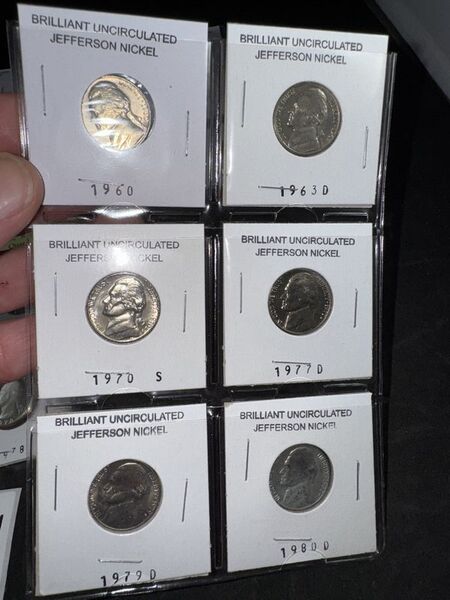 BRILLIANT UNCIRCULATED
JEFFERSON NICKEL
1960
BRILLIANT UNCIRCULATED
JEFFERSON NICKEL
1963 D
BRILLIANT UNCIRCULATED
JEFFERSON NICKEL
1970 S
BRILLIANT UNCIRCULATED
JEFFERSON NICKEL
1977 D
BRILLIANT UNCIRCULATED
JEFFERSON NICKEL
1979 D
BRILLIANT UNCIRCULATED
JEFFERSON NICKEL
1980 D